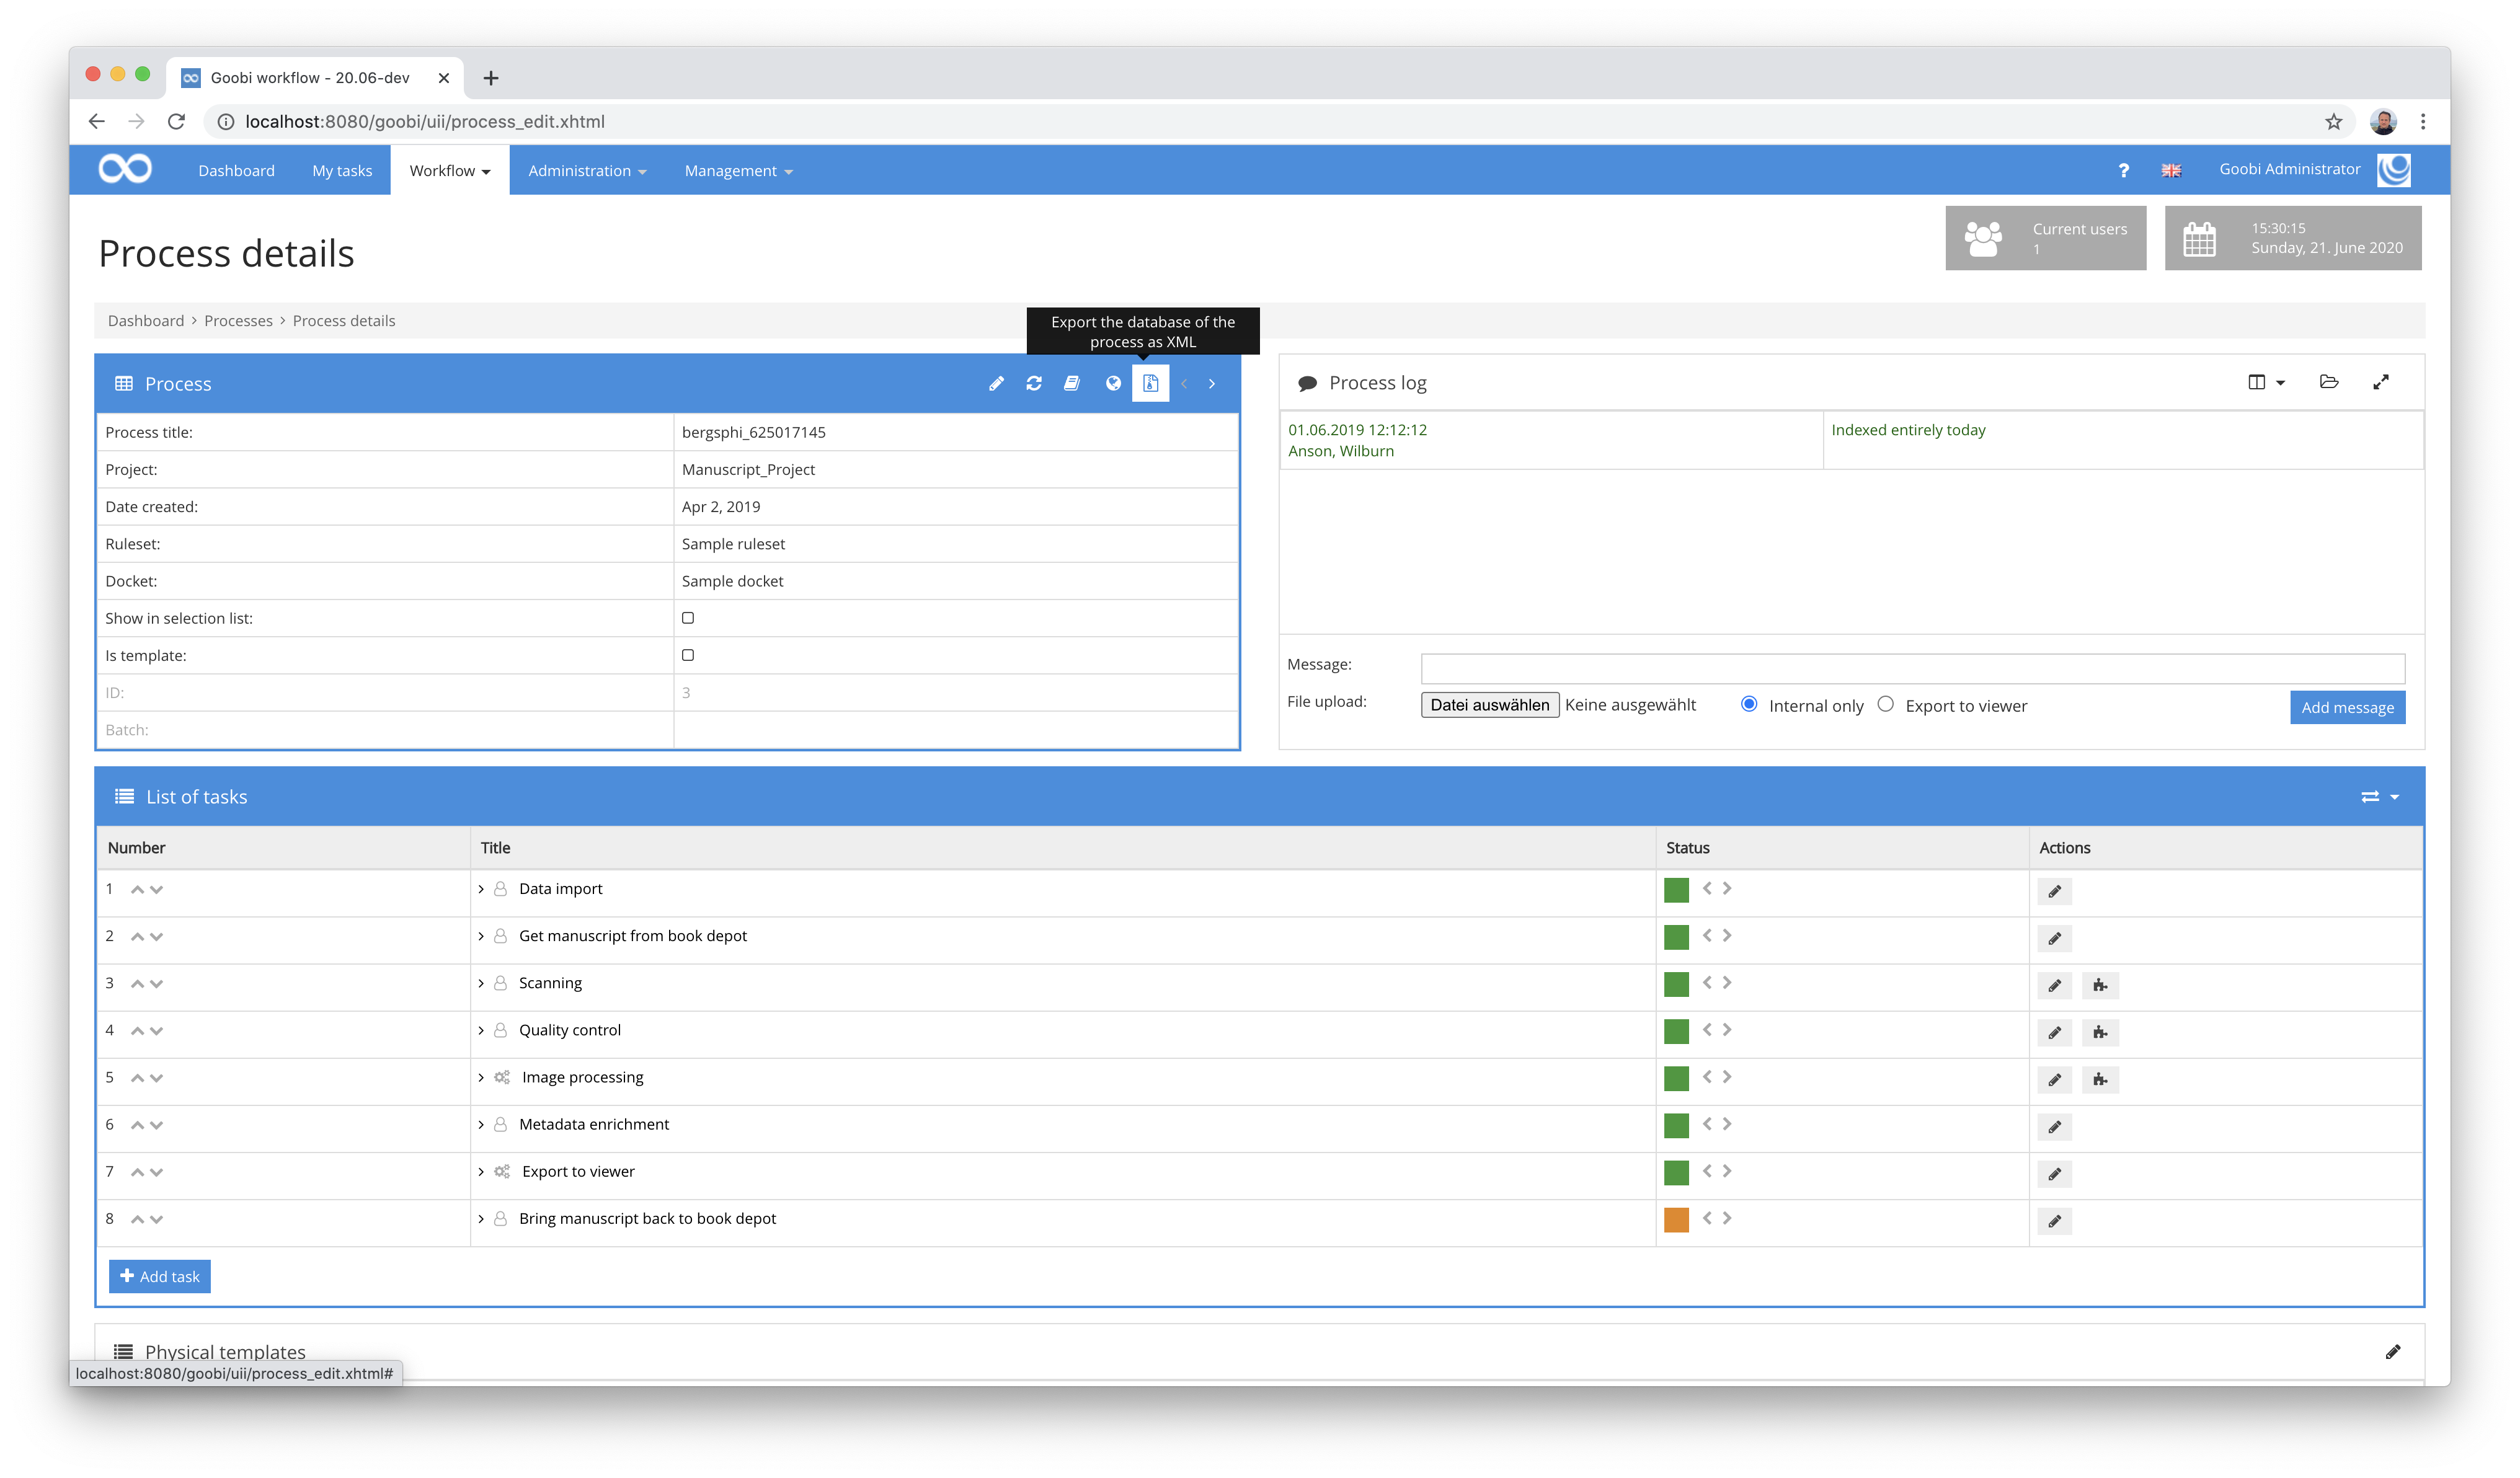 Goobi workflow - 20.06-dev
localhost:8080/goobi/uii/process_edit.xhtml
Dashboard My tasks Workflow Administration Management ? Goobi Administrator
Process details
Current users
1
15:30:15
Sunday, 21. June 2020
Dashboard > Processes > Process details
Export the database of the
process as XML
Process
Process title: bergsphi_625017145
Project: Manuscript_Project
Date created: Apr 2, 2019
Ruleset: Sample ruleset
Docket: Sample docket
Show in selection list:
Is template:
ID: 3
Batch:
Process log
01.06.2019 12:12:12
Anson, Wilburn
Indexed entirely today
Message:
File upload: Datei auswählen Keine ausgewählt Internal only Export to viewer
Add message
List of tasks
Number Title Status Actions
1 Data import
2 Get manuscript from book depot
3 Scanning
4 Quality control
5 Image processing
6 Metadata enrichment
7 Export to viewer
8 Bring manuscript back to book depot
Add task
Physical templates
localhost:8080/goobi/uii/process_edit.xhtml#